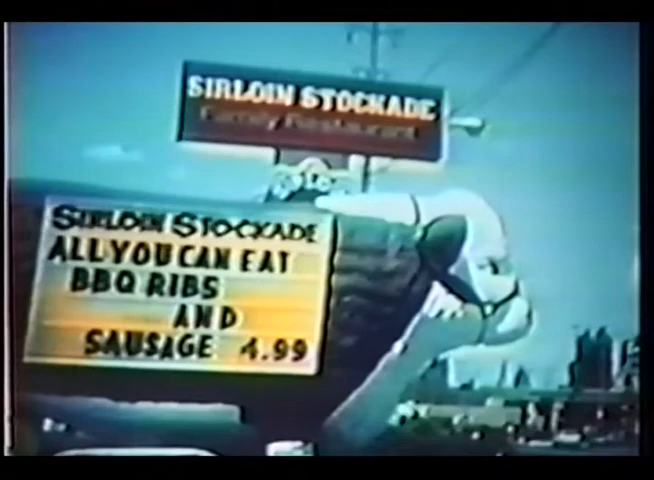 SIRLOIN STOCKADE
Family Restaurant
SIRLOIN STOCKADE
ALL YOU CAN EAT
BBQ RIBS
AND
SAUSAGE 4.99